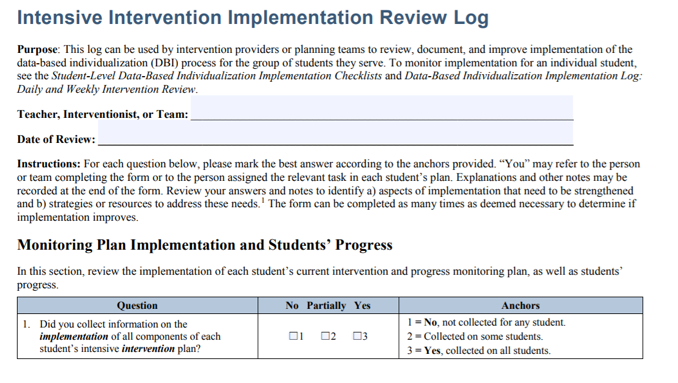 Intensive Intervention Implementation Review Log
Purpose: This log can be used by intervention providers or planning teams to review, document, and improve implementation of the
data-based individualization (DBI) process for the group of students they serve. To monitor implementation for an individual student,
see the Student-Level Data-Based Individualization Implementation Checklists and Data-Based Individualization Implementation Log:
Daily and Weekly Intervention Review.
Teacher, Interventionist, or Team:
Date of Review:
Instructions: For each question below, please mark the best answer according to the anchors provided. “You” may refer to the person
or team completing the form or to the person assigned the relevant task in each student’s plan. Explanations and other notes may be
recorded at the end of the form. Review your answers and notes to identify a) aspects of implementation that need to be strengthened
and b) strategies or resources to address these needs.1 The form can be completed as many times as deemed necessary to determine if
implementation improves.
Monitoring Plan Implementation and Students’ Progress
In this section, review the implementation of each student’s current intervention and progress monitoring plan, as well as students’
progress.
Question No Partially Yes Anchors
1. Did you collect information on the
implementation of all components of each
student’s intensive intervention plan?
☐1 ☐2 ☐3
1 = No, not collected for any student.
2 = Collected on some students.
3 = Yes, collected on all students.